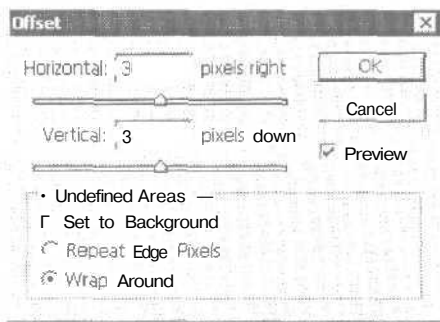 Offset
Horizontal: 3 pixels right
OK
Cancel
Vertical: 3 pixels down
Preview
Undefined Areas
Set to Background
Repeat Edge Pixels
Wrap Around